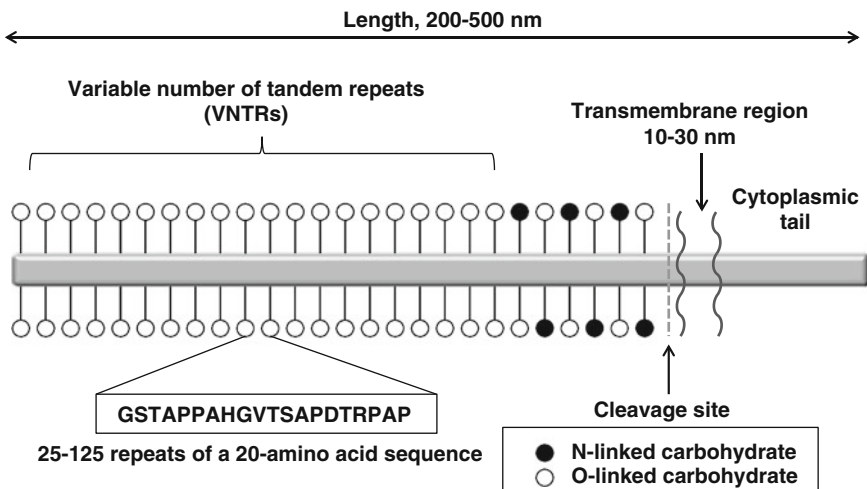 Length, 200-500 nm
Variable number of tandem repeats
(VNTRs)
Transmembrane region
10-30 nm
Cytoplasmic
tail
GSTAPPAHGVTSAPDTRPAP
25-125 repeats of a 20-amino acid sequence
Cleavage site
N-linked carbohydrate
O-linked carbohydrate